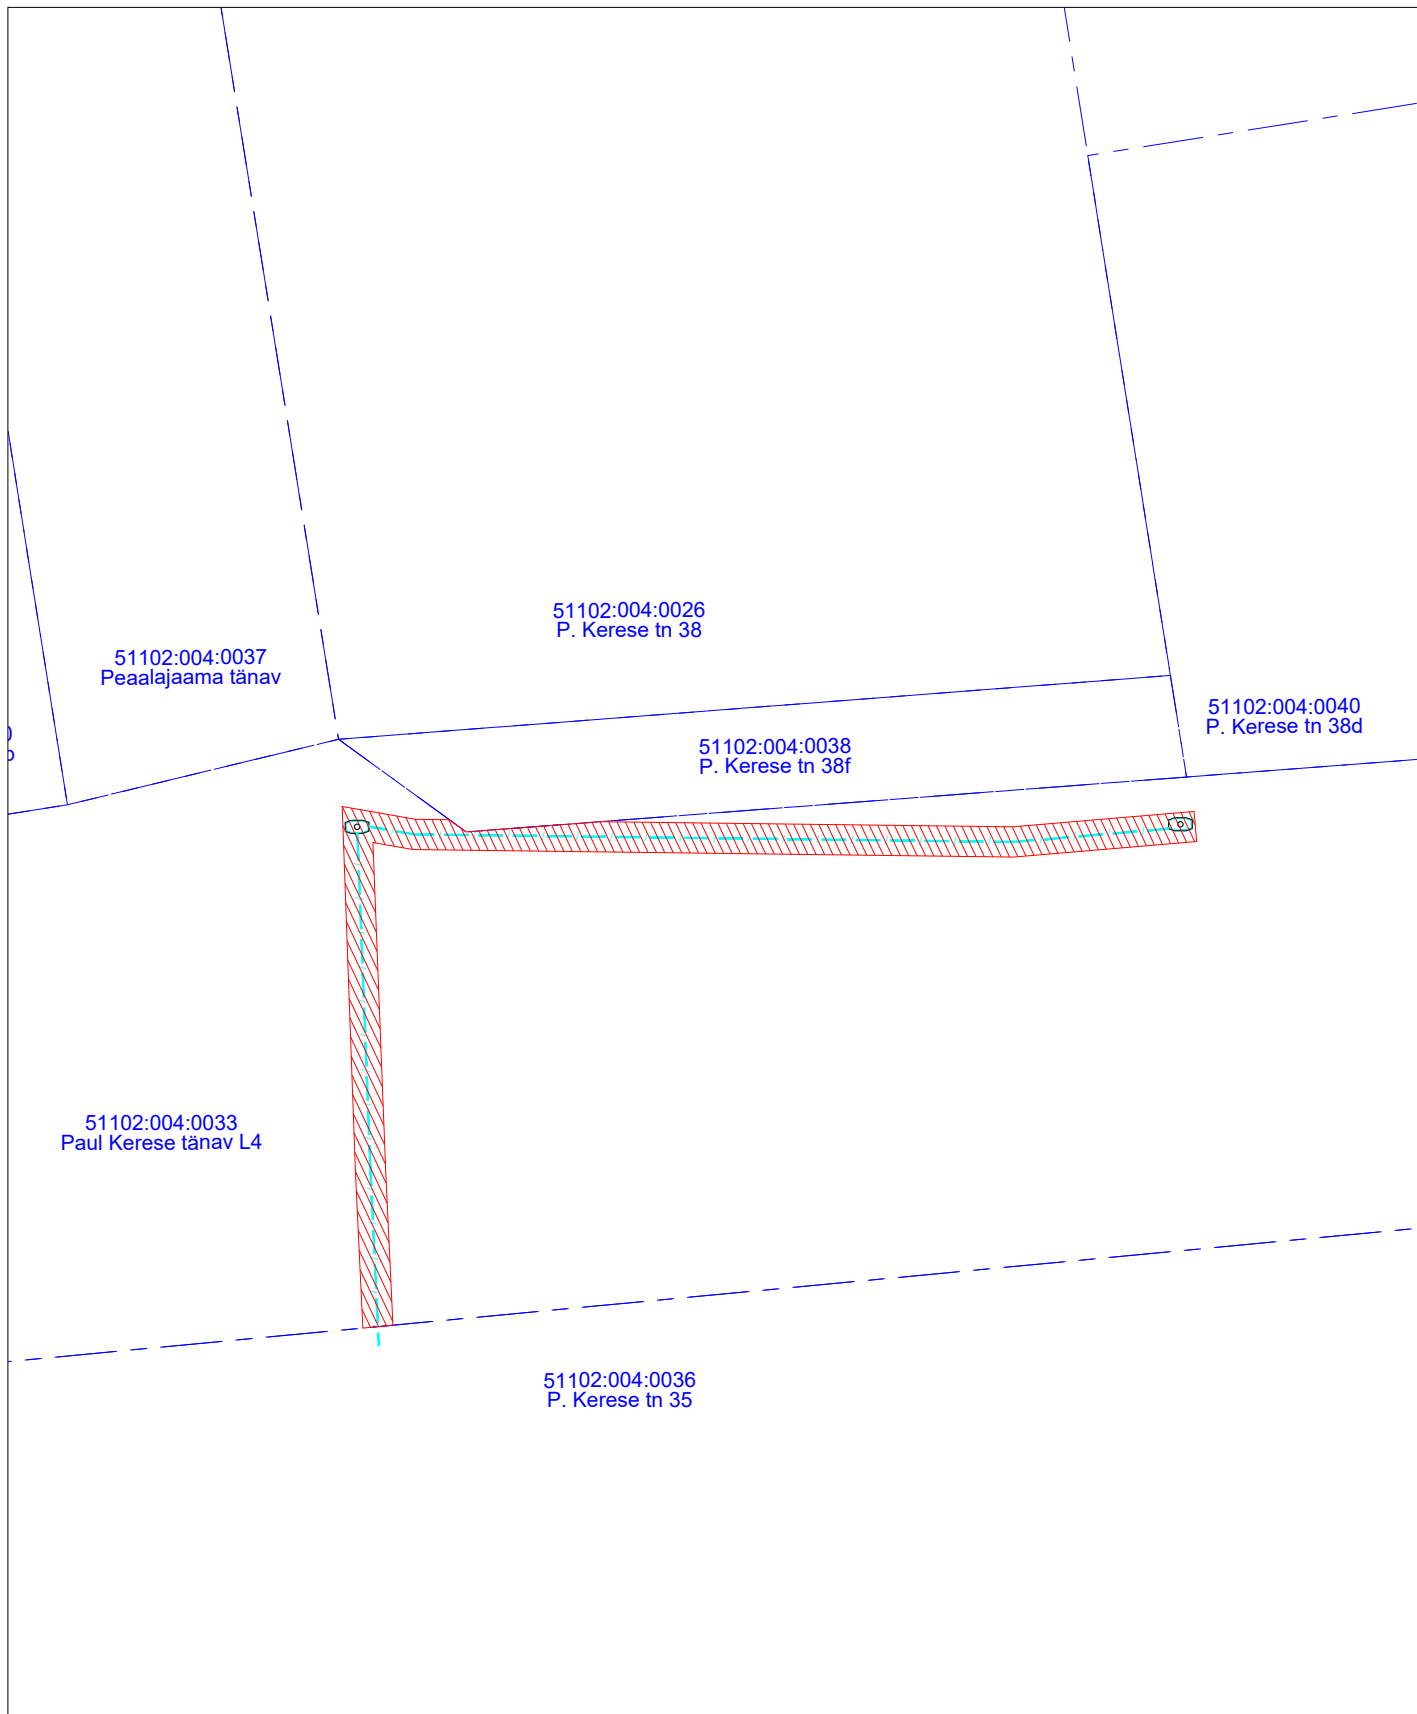 51102:004:0026
P. Kerese tn 38
51102:004:0037
Peaalajaama tänav
51102:004:0040
P. Kerese tn 38d
51102:004:0038
P. Kerese tn 38f
51102:004:0033
Paul Kerese tänav L4
51102:004:0036
P. Kerese tn 35